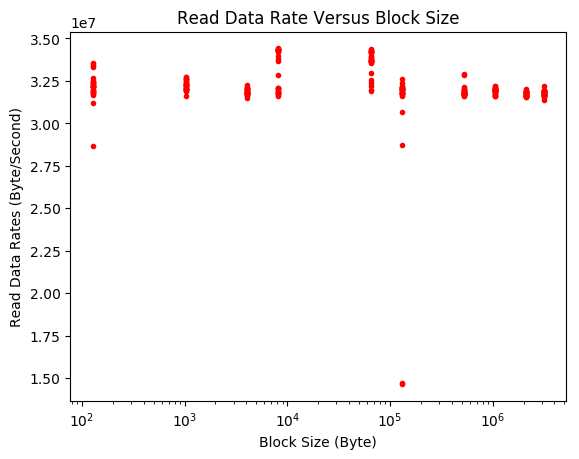 Read Data Rate Versus Block Size
1e7
3.50
3.25
3.00
2.75
2.50
2.25
2.00
1.75
1.50
Read Data Rates (Byte/Second)
10^2 10^3 10^4 10^5 10^6
Block Size (Byte)